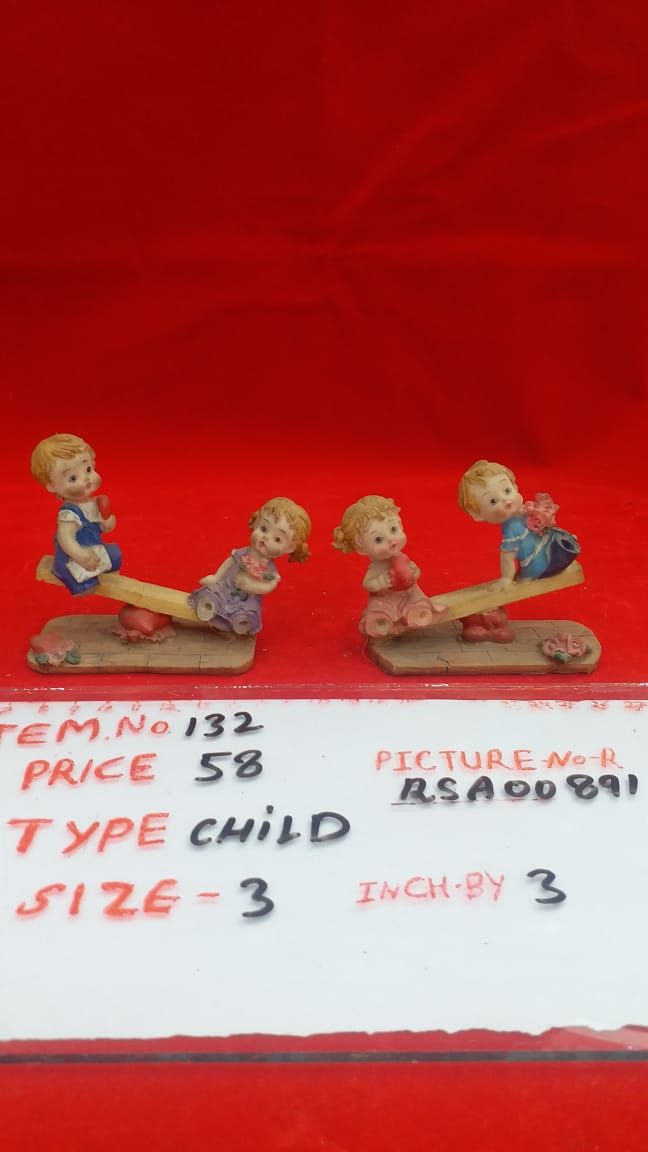 TEM.No 132
PRICE 58
PICTURE-No-R
RSA00891
TYPE CHILD
SIZE - 3 INCH-BY 3